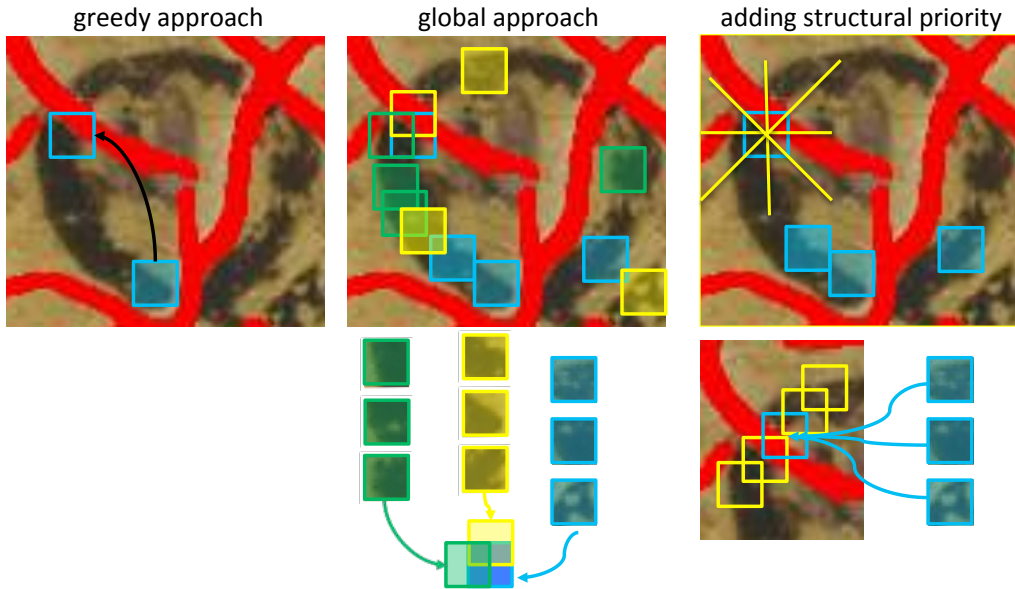 greedy approach
global approach
adding structural priority